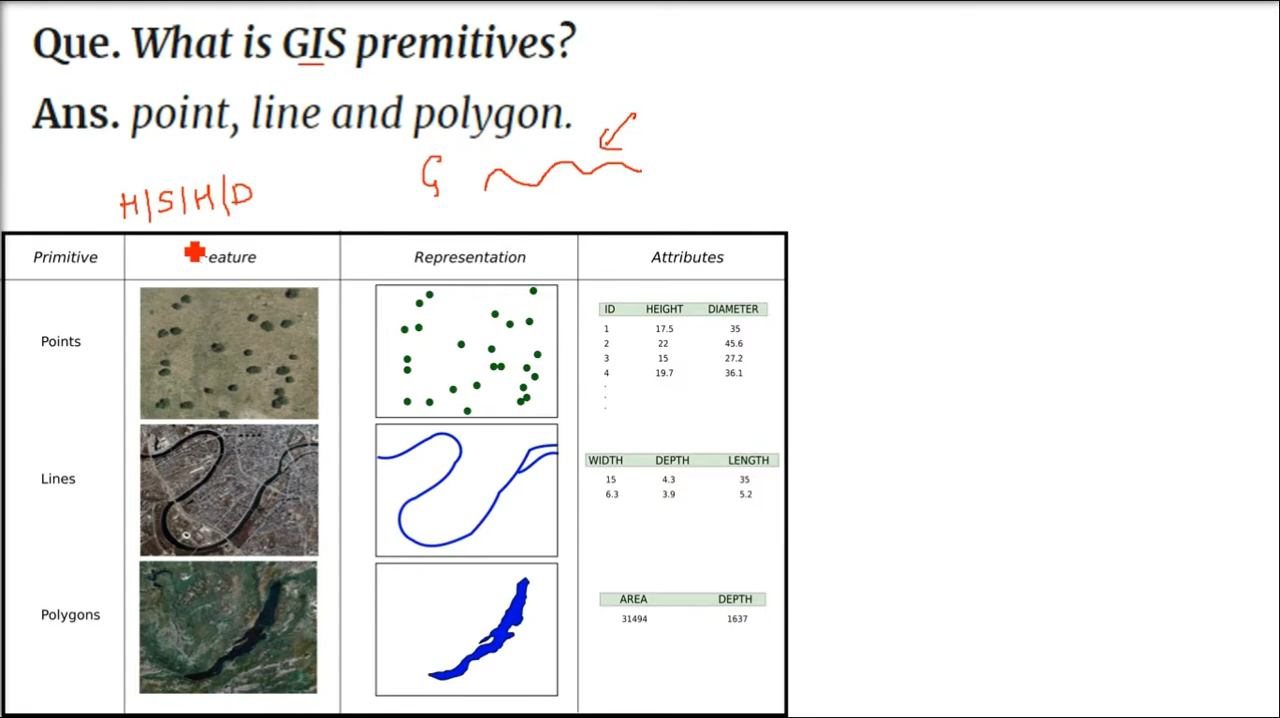 Que. What is GIS premitives?
Ans. point, line and polygon.
G
H|S|H|D
Primitive eature Representation Attributes
Points
ID HEIGHT DIAMETER
1 17.5 35
2 22 45.6
3 15 27.2
4 19.7 36.1
.
.
.
Lines
WIDTH DEPTH LENGTH
15 4.3 35
6.3 3.9 5.2
Polygons
AREA DEPTH
31494 1637